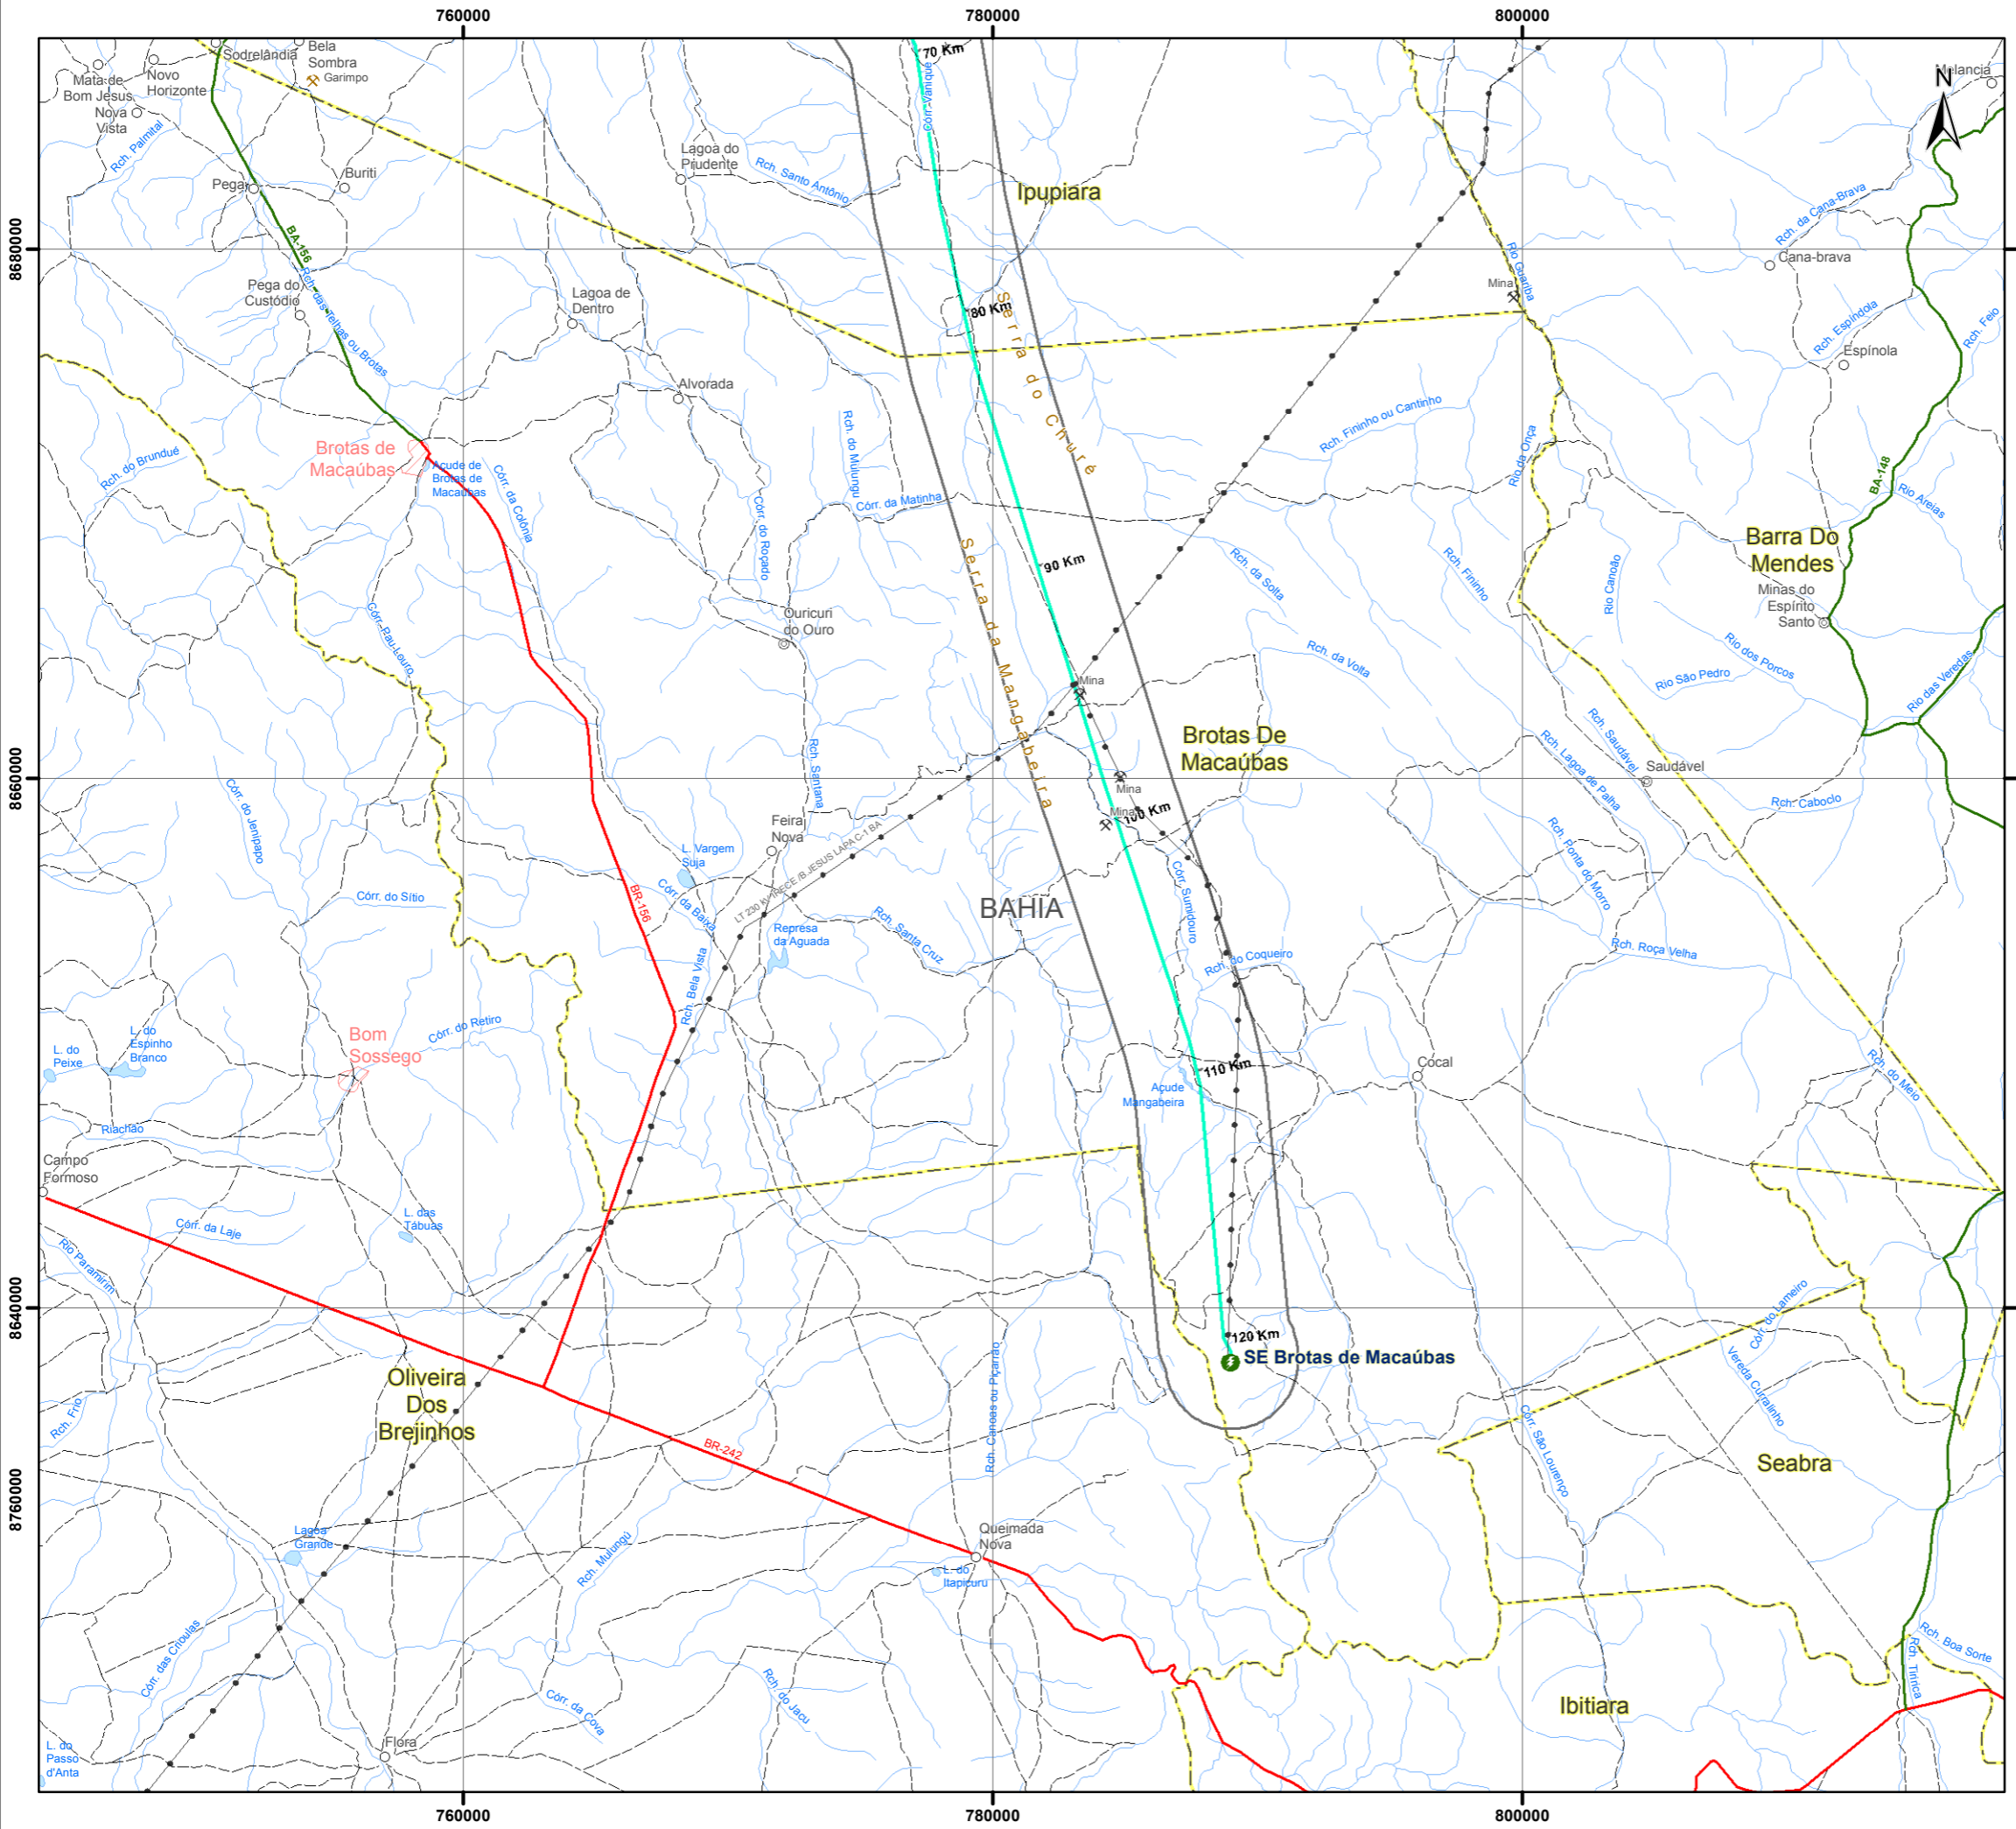 760000
780000
800000
Sodrelândia
Bela
Sombra
Garimpo
Mata de
Bom Jesus
Novo
Horizonte
Nova
Vista
Rch. Palmital
Pega
Buriti
BA-156
Rch. das Telhas ou Brotas
Pega do
Custódio
Lagoa do
Prudente
Rch. Santo Antônio
Córr. Vanique
70 Km
Ipupiara
Melancia
N
Rch. da Cana-Brava
Cana-brava
Rio Guariba
Mina
Rch. Espíndola
Espínola
Rch. Feio
8680000
Lagoa de
Dentro
80 Km
Serra do Churé
Alvorada
Rch. do Brundué
Brotas de
Macaúbas
Açude de
Brotas de
Macaúbas
Córr. da Colônia
Rch. do Mulungu
Córr. da Matinha
Córr. do Roçado
Rch. Fininho ou Cantinho
Rio da Onça
BA-148
Rio Areias
Barra Do
Mendes
Minas do
Espírito
Santo
Serra da Mangabeira
90 Km
Rch. da Solta
Rch. Fininho
Rio Canoão
Córr. Pau-Louro
Ouricuri
do Ouro
Rch. da Volta
Rio São Pedro
Rio dos Porcos
Rio das Veredas
Mina
Brotas De
Macaúbas
Rch. Saudável
Saudável
Rch. Lagoa de Palha
Rch. Caboclo
8660000
Córr. do Jenipapo
Rch. Santana
Mina
Mina
100 Km
Feira
Nova
LT 230 kV IRECE /B.JESUS LAPA C-1 BA
L. Vargem
Suja
Córr. do Sítio
BR-156
Córr. da Baixa
Represa
da Aguada
Rch. Santa Cruz
BAHIA
Córr. Sumidouro
Rch. do Coqueiro
Rch. Ponta do Morro
Rch. Roça Velha
Rch. Bela Vista
Córr. do Retiro
L. do
Peixe
L. do
Espinho
Branco
Bom
Sossego
110 Km
Açude
Mangabeira
Cocal
Rch. do Meio
Riachão
Campo
Formoso
Córr. da Laje
L. das
Tábuas
Rio Paramirim
8640000
120 Km
SE Brotas de Macaúbas
Córr. do Lameiro
Vereda Curralinho
Oliveira
Dos
Brejinhos
Rch. Frio
BR-242
Rch. Canoas ou Piçarrão
Córr. São Lourenço
Seabra
8760000
Lagoa
Grande
Rch. Mulungú
Queimada
Nova
L. do
Itapicuru
Córr. das Crioulas
Córr. da Cova
Rch. do Jacu
Ibitiara
Rch. Tiririca
Rch. Boa Sorte
L. do
Passo
d'Anta
Flora
760000
780000
800000